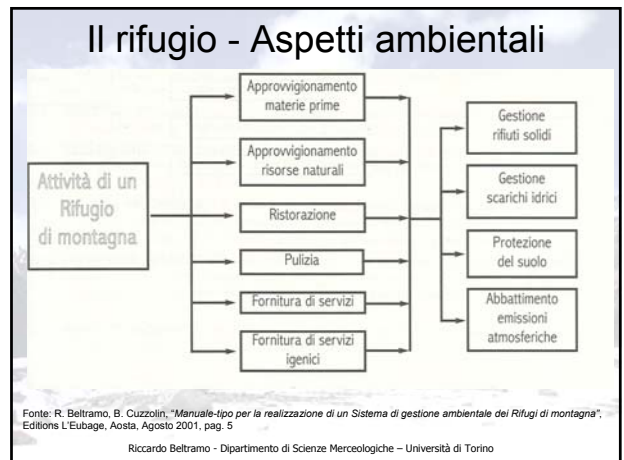 Il rifugio - Aspetti ambientali
Attività di un
Rifugio
di montagna
Approvvigionamento
materie prime
Approvvigionamento
risorse naturali
Ristorazione
Pulizia
Fornitura di servizi
Fornitura di servizi
igenici
Gestione
rifiuti solidi
Gestione
scarichi idrici
Protezione
del suolo
Abbattimento
emissioni
atmosferiche
Fonte: R. Beltramo, B. Cuzzolin, "Manuale-tipo per la realizzazione di un Sistema di gestione ambientale dei Rifugi di montagna",
Editions L'Eubage, Aosta, Agosto 2001, pag. 5
Riccardo Beltramo - Dipartimento di Scienze Merceologiche – Università di Torino